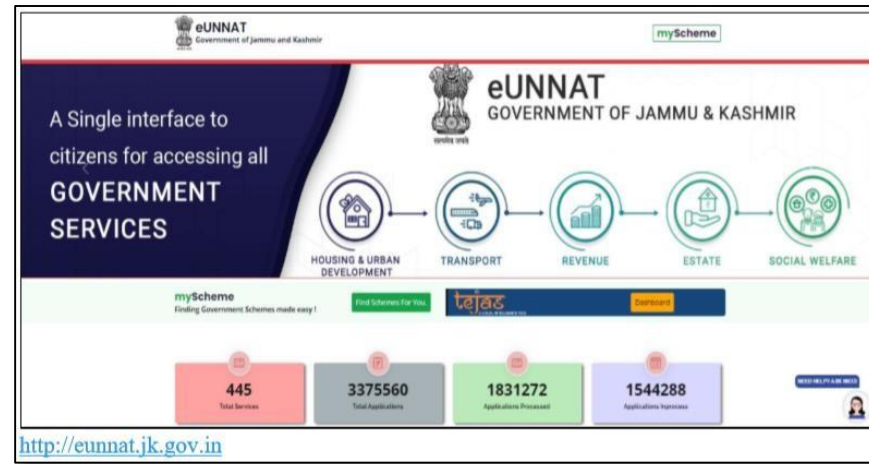 eUNNAT
Government of Jammu and Kashmir
myScheme
A Single interface to
citizens for accessing all
GOVERNMENT
SERVICES
सत्यमेव जयते
eUNNAT
GOVERNMENT OF JAMMU & KASHMIR
HOUSING & URBAN
DEVELOPMENT
TRANSPORT
REVENUE
ESTATE
SOCIAL WELFARE
myScheme
Finding Government Schemes made easy !
Find Schemes For You.
tejas
Dashboard
445
Total Services
3375560
Total Applications
1831272
Applications Processed
1544288
Applications Inprocess
http://eunnat.jk.gov.in